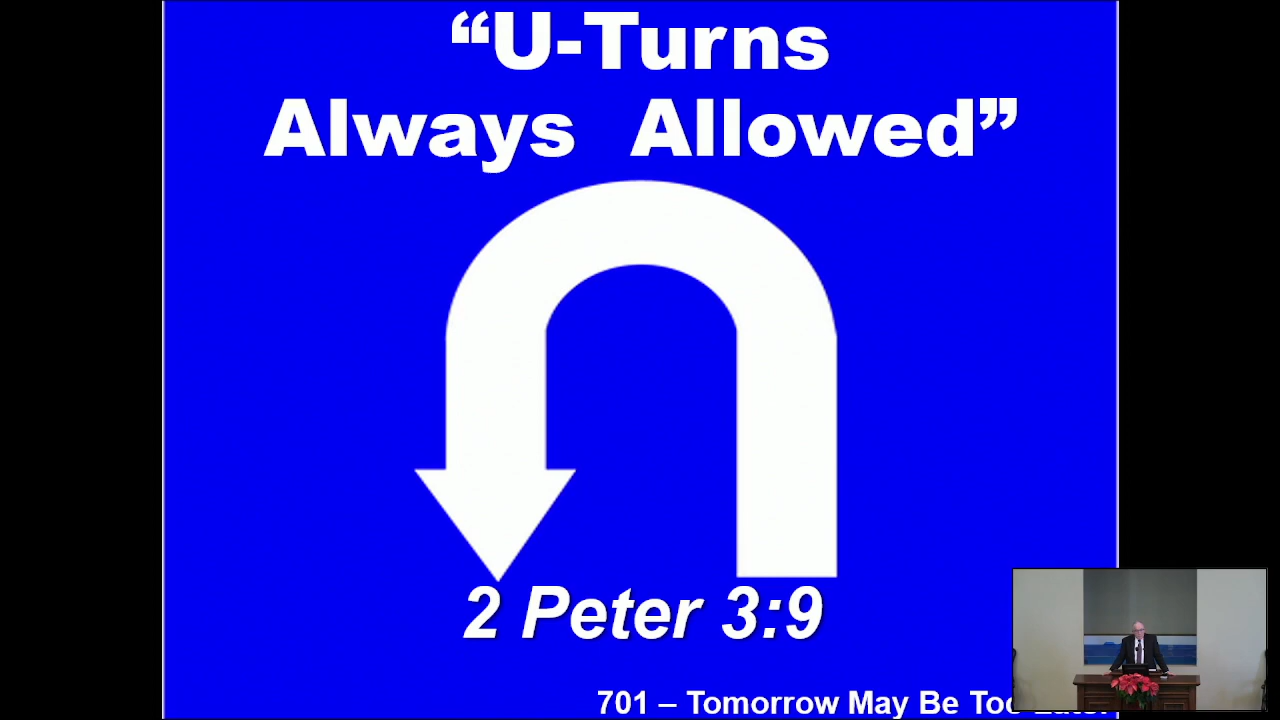 “U-Turns
Always Allowed”
2 Peter 3:9
701 – Tomorrow May Be Too